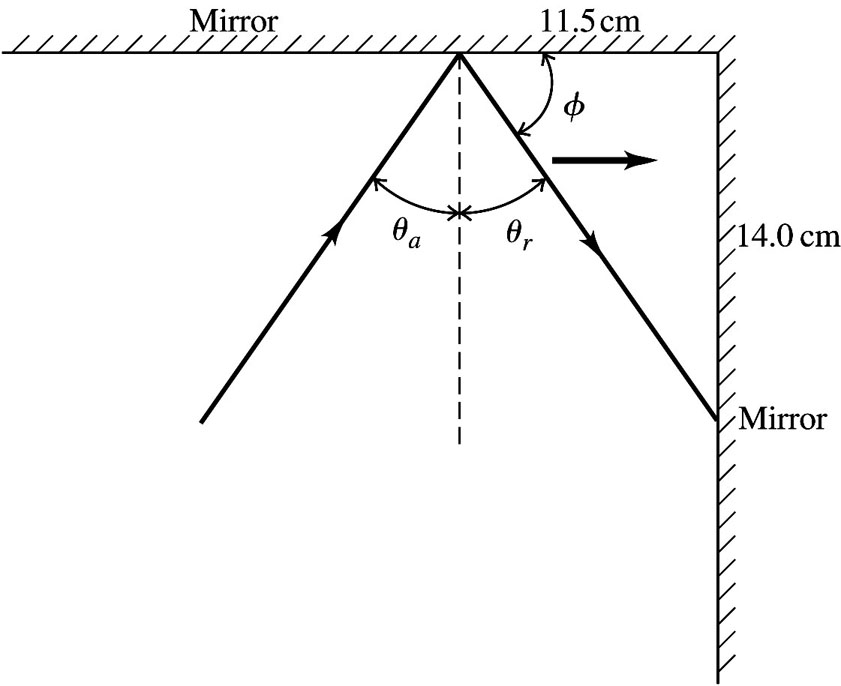 Mirror
11.5 cm
ϕ
θa
θr
14.0 cm
Mirror